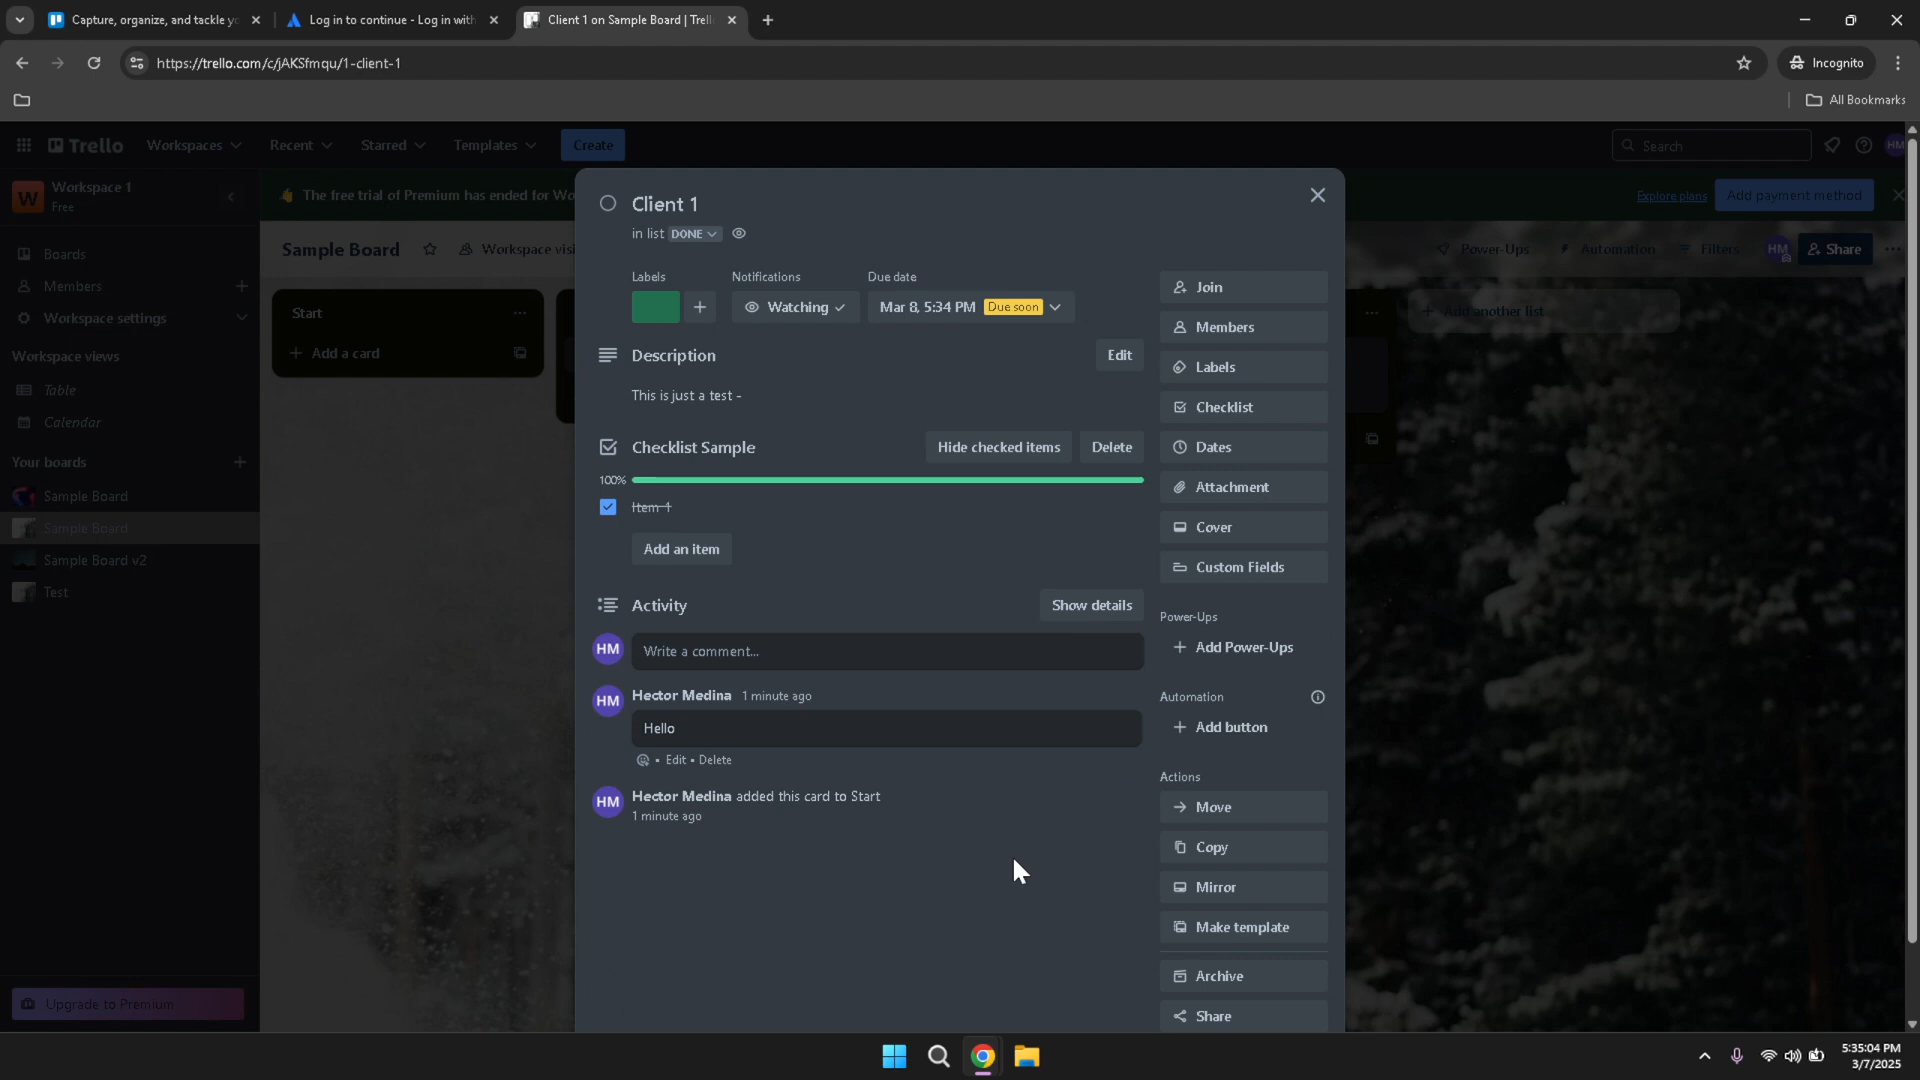 Capture, organize, and tackle yo
Log in to continue - Log in with
Client 1 on Sample Board | Trell
https://trello.com/c/jAKSfmqu/1-client-1
Incognito
All Bookmarks
Trello
Workspaces
Recent
Starred
Templates
Create
Search
HM
W
Workspace 1
Free
The free trial of Premium has ended for Wo
Explore plans
Add payment method
Boards
Members
Workspace settings
Workspace views
Table
Calendar
Your boards
Sample Board
Sample Board
Sample Board v2
Test
Upgrade to Premium
Sample Board
Workspace visi
Power-Ups
Automation
Filters
HM
Share
Start
Add a card
Add another list
Client 1
in list DONE
Labels
Notifications
Due date
Watching
Mar 8, 5:34 PM
Due soon
Description
Edit
This is just a test -
Checklist Sample
Hide checked items
Delete
100%
Item 1
Add an item
Activity
Show details
HM
Write a comment...
HM
Hector Medina 1 minute ago
Hello
• Edit • Delete
HM
Hector Medina added this card to Start
1 minute ago
Join
Members
Labels
Checklist
Dates
Attachment
Cover
Custom Fields
Power-Ups
Add Power-Ups
Automation
Add button
Actions
Move
Copy
Mirror
Make template
Archive
Share
5:35:04 PM
3/7/2025